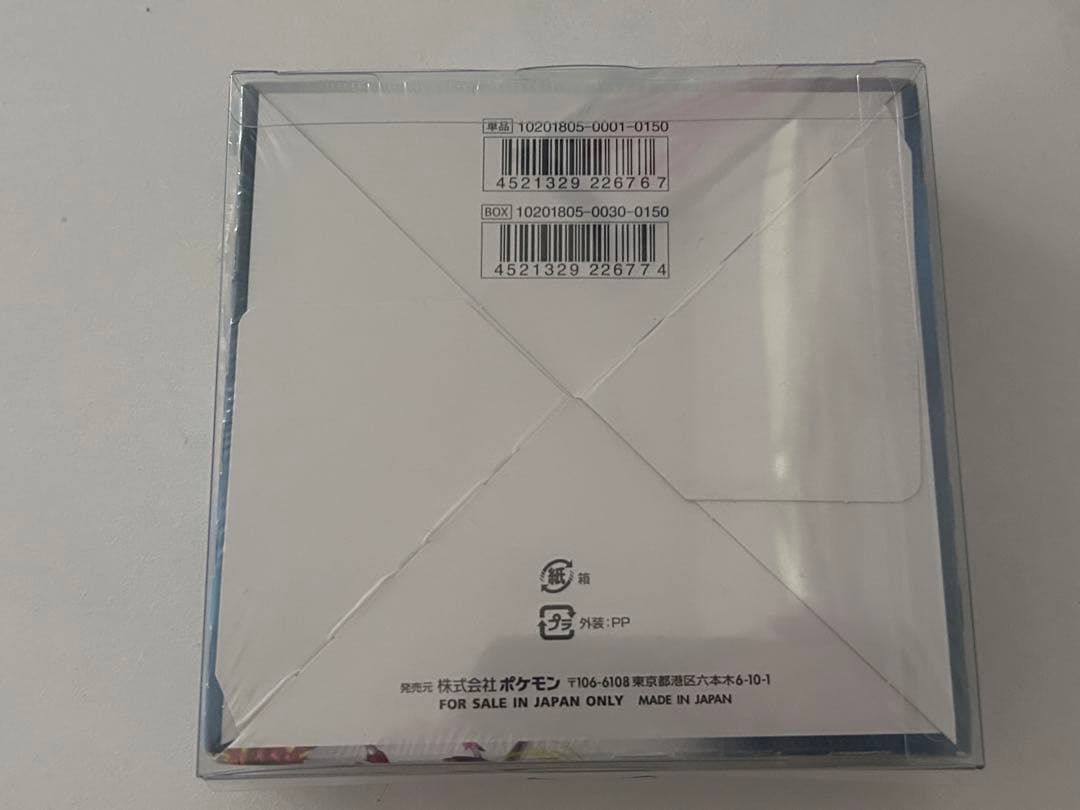 単品 10201805-0001-0150
4521329 226767
BOX 10201805-0030-0150
4521329 226774
紙 箱
プラ 外装:PP
発売元 株式会社ポケモン 〒106-6108 東京都港区六本木6-10-1
FOR SALE IN JAPAN ONLY MADE IN JAPAN